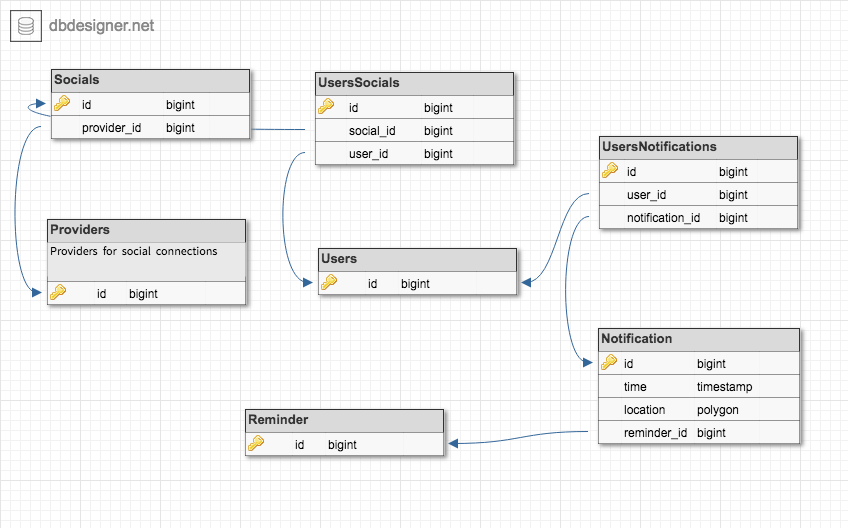 dbdesigner.net
Socials
id bigint
provider_id bigint
UsersSocials
id bigint
social_id bigint
user_id bigint
UsersNotifications
id bigint
user_id bigint
notification_id bigint
Providers
Providers for social connections
id bigint
Users
id bigint
Notification
id bigint
time timestamp
location polygon
reminder_id bigint
Reminder
id bigint